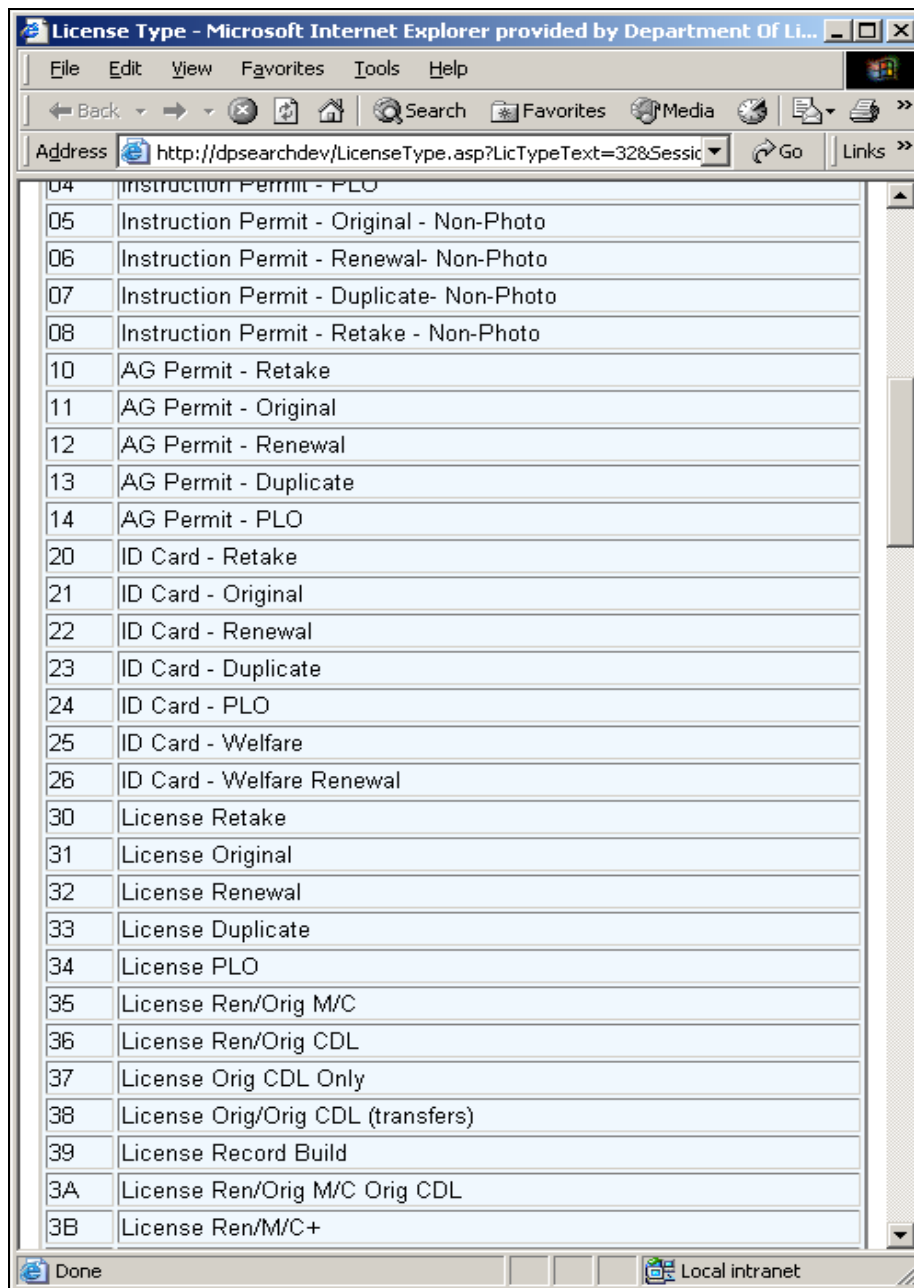 License Type - Microsoft Internet Explorer provided by Department Of Li...
File Edit View Favorites Tools Help
Back Search Favorites Media »
Address http://dpsearchdev/LicenseType.asp?LicTypeText=32&Sessic Go Links »
04 Instruction Permit - PLO
05 Instruction Permit - Original - Non-Photo
06 Instruction Permit - Renewal- Non-Photo
07 Instruction Permit - Duplicate- Non-Photo
08 Instruction Permit - Retake - Non-Photo
10 AG Permit - Retake
11 AG Permit - Original
12 AG Permit - Renewal
13 AG Permit - Duplicate
14 AG Permit - PLO
20 ID Card - Retake
21 ID Card - Original
22 ID Card - Renewal
23 ID Card - Duplicate
24 ID Card - PLO
25 ID Card - Welfare
26 ID Card - Welfare Renewal
30 License Retake
31 License Original
32 License Renewal
33 License Duplicate
34 License PLO
35 License Ren/Orig M/C
36 License Ren/Orig CDL
37 License Orig CDL Only
38 License Orig/Orig CDL (transfers)
39 License Record Build
3A License Ren/Orig M/C Orig CDL
3B License Ren/M/C+
Done Local intranet